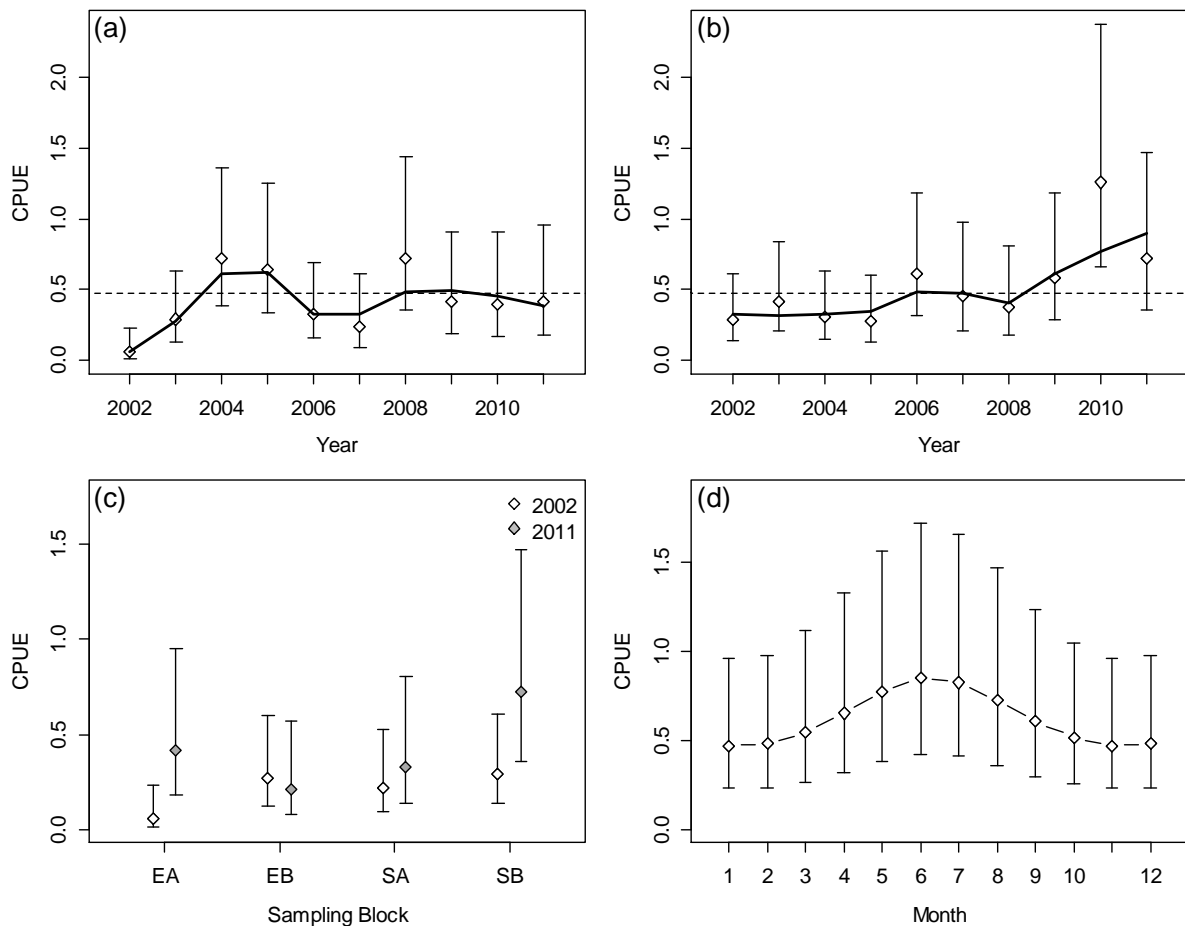 (a)
CPUE
0.0 0.5 1.0 1.5 2.0
2002 2004 2006 2008 2010
Year
(b)
CPUE
0.0 0.5 1.0 1.5 2.0
2002 2004 2006 2008 2010
Year
(c)
2002
2011
CPUE
0.0 0.5 1.0 1.5
EA EB SA SB
Sampling Block
(d)
CPUE
0.0 0.5 1.0 1.5
1 2 3 4 5 6 7 8 9 10 12
Month